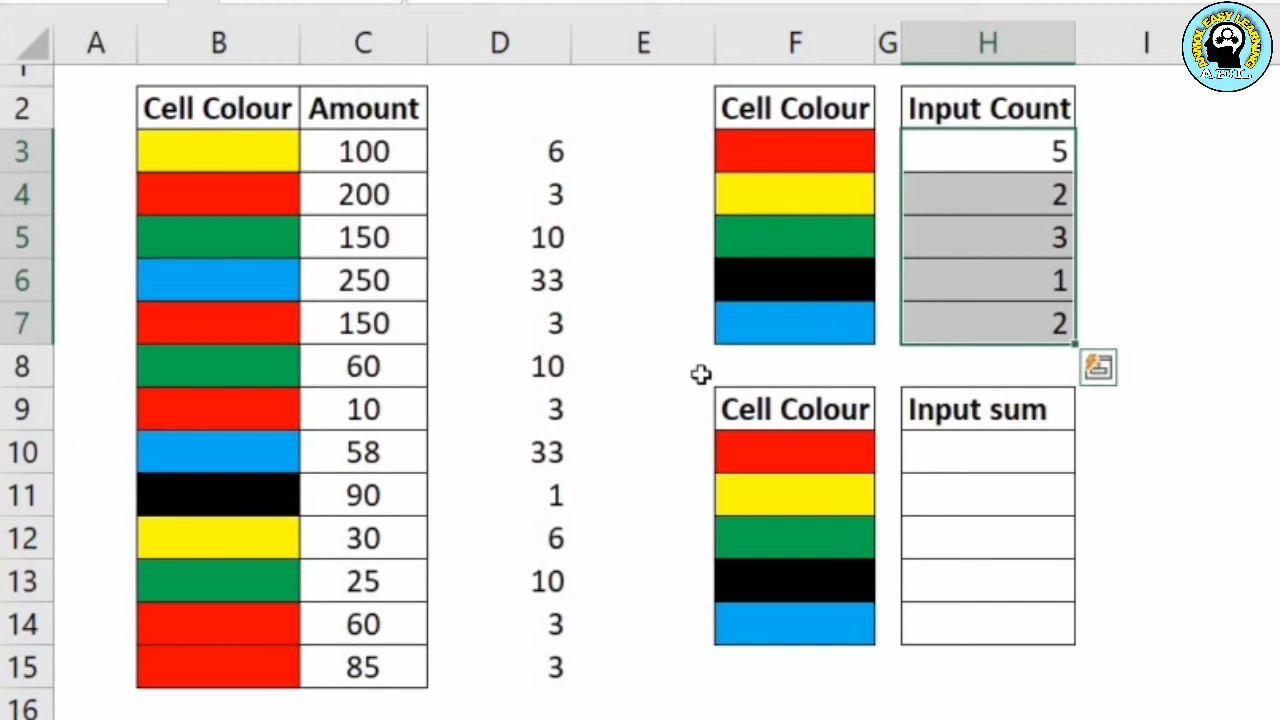 A B C D E F G H I
2 Cell Colour Amount Cell Colour Input Count
3 100 6 5
4 200 3 2
5 150 10 3
6 250 33 1
7 150 3 2
8 60 10
9 10 3 Cell Colour Input sum
10 58 33
11 90 1
12 30 6
13 25 10
14 60 3
15 85 3
16
EASY LEARNING